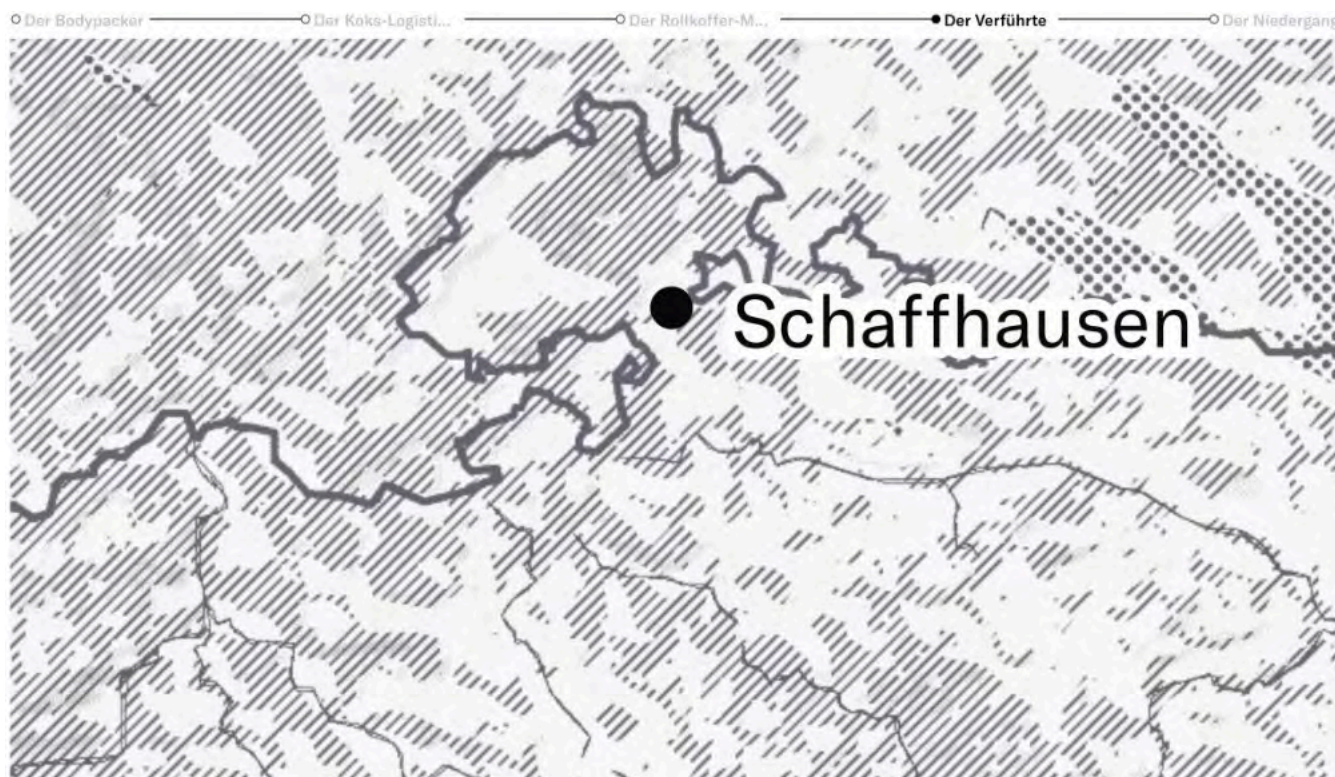 Der Bodypacker
Der Koks-Logisti...
Der Rollkoffer-M...
Der Verführte
Der Niedergang
Schaffhausen